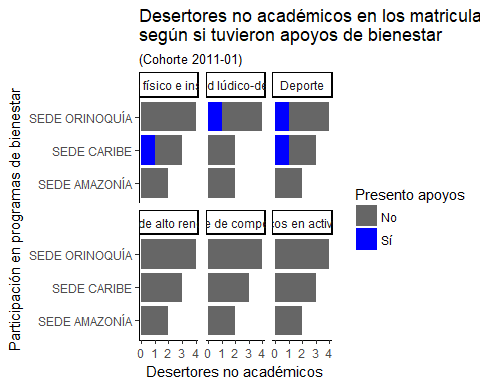 Desertores no académicos en los matricula
según si tuvieron apoyos de bienestar
(Cohorte 2011-01)
físico e ins
d lúdico-de
Deporte
SEDE ORINOQUÍA
SEDE CARIBE
SEDE AMAZONÍA
de alto ren
e de compe
cos en activ
SEDE ORINOQUÍA
SEDE CARIBE
SEDE AMAZONÍA
0 1 2 3 4
0 1 2 3 4
0 1 2 3 4
Desertores no académicos
Participación en programas de bienestar
Presento apoyos
No
Sí